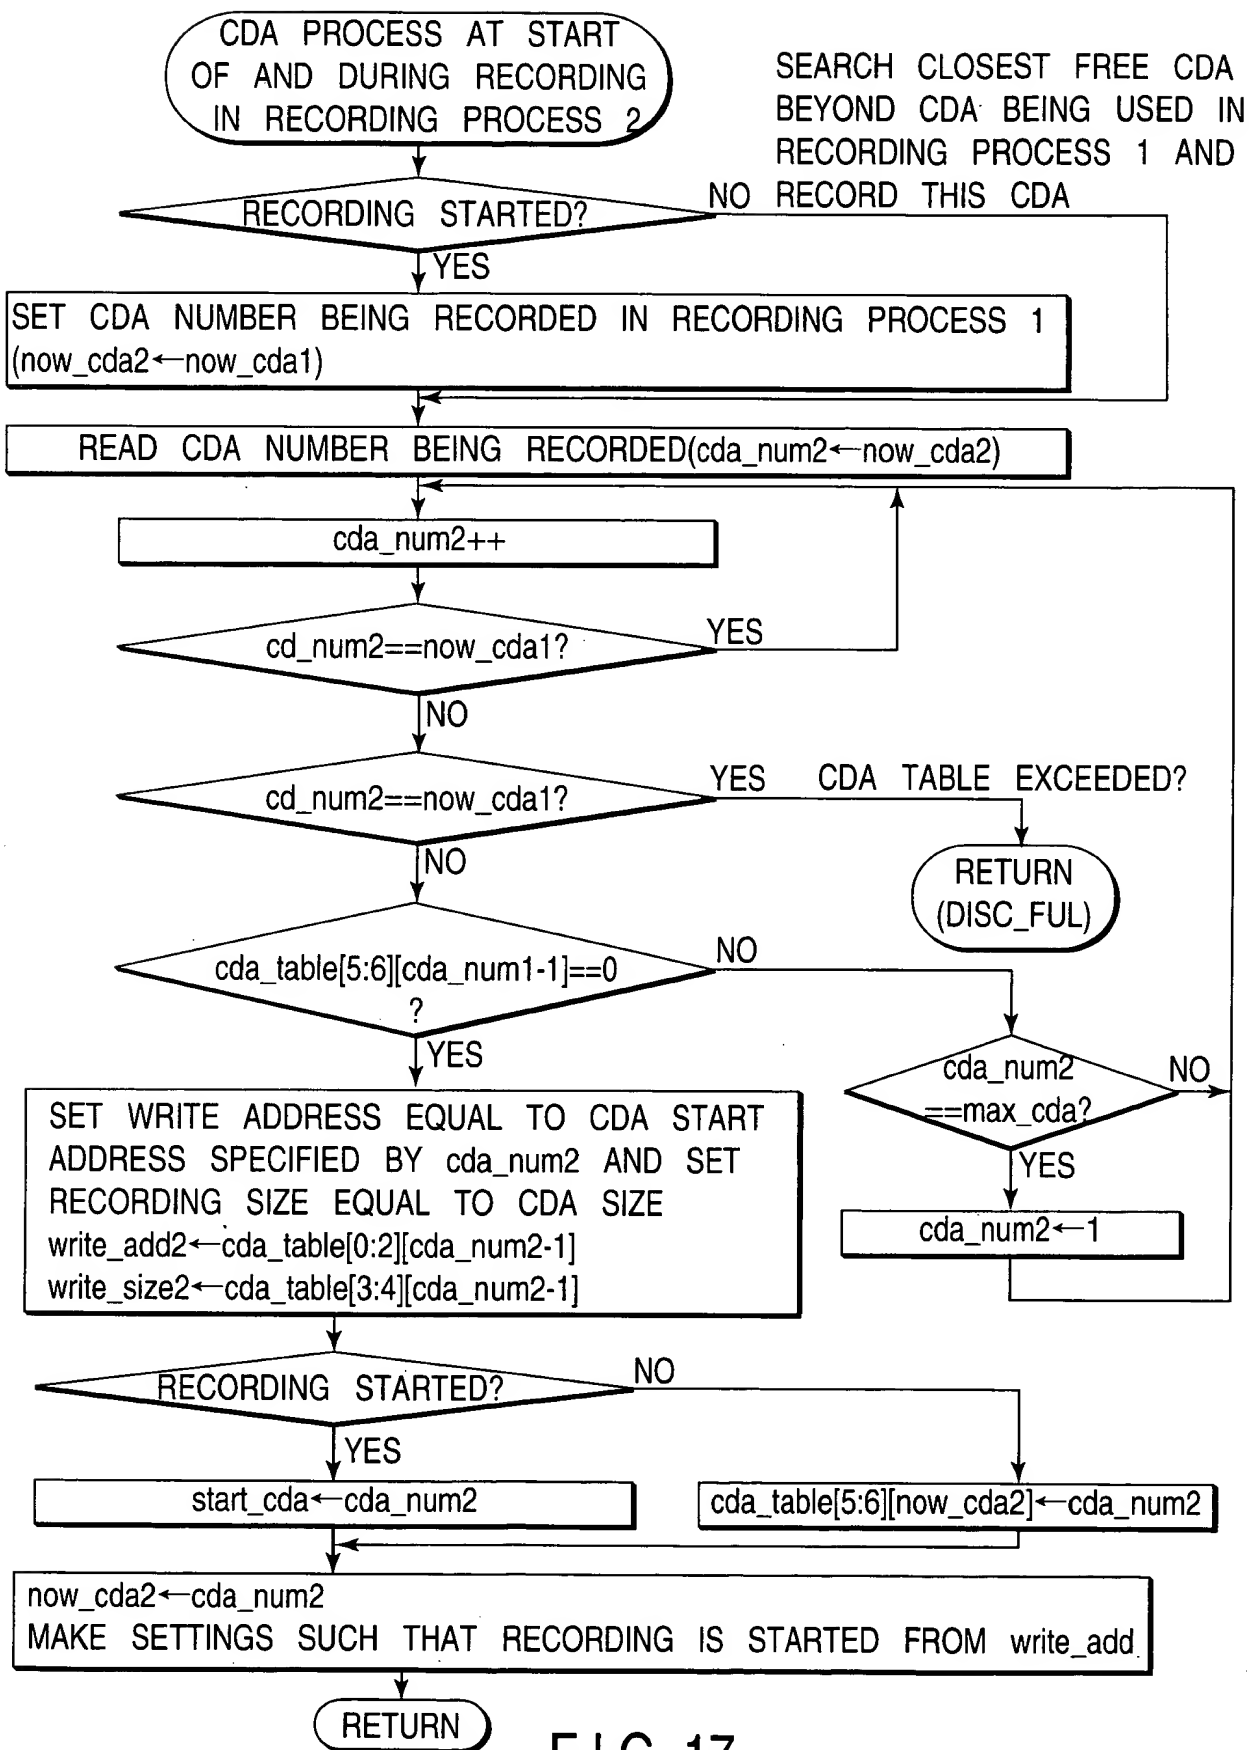 CDA PROCESS AT START
OF AND DURING RECORDING
IN RECORDING PROCESS 2
SEARCH CLOSEST FREE CDA
BEYOND CDA BEING USED IN
RECORDING PROCESS 1 AND
RECORD THIS CDA
RECORDING STARTED?
NO
YES
SET CDA NUMBER BEING RECORDED IN RECORDING PROCESS 1
(now_cda2←now_cda1)
READ CDA NUMBER BEING RECORDED(cda_num2←now_cda2)
cda_num2++
cd_num2==now_cda1?
YES
NO
cd_num2==now_cda1?
YES CDA TABLE EXCEEDED?
NO
RETURN
(DISC_FUL)
cda_table[5:6][cda_num1-1]==0
?
NO
YES
cda_num2
==max_cda?
NO
YES
cda_num2←1
SET WRITE ADDRESS EQUAL TO CDA START
ADDRESS SPECIFIED BY cda_num2 AND SET
RECORDING SIZE EQUAL TO CDA SIZE
write_add2←cda_table[0:2][cda_num2-1]
write_size2←cda_table[3:4][cda_num2-1]
RECORDING STARTED?
NO
YES
start_cda←cda_num2
cda_table[5:6][now_cda2]←cda_num2
now_cda2←cda_num2
MAKE SETTINGS SUCH THAT RECORDING IS STARTED FROM write_add
RETURN
FIG. 17